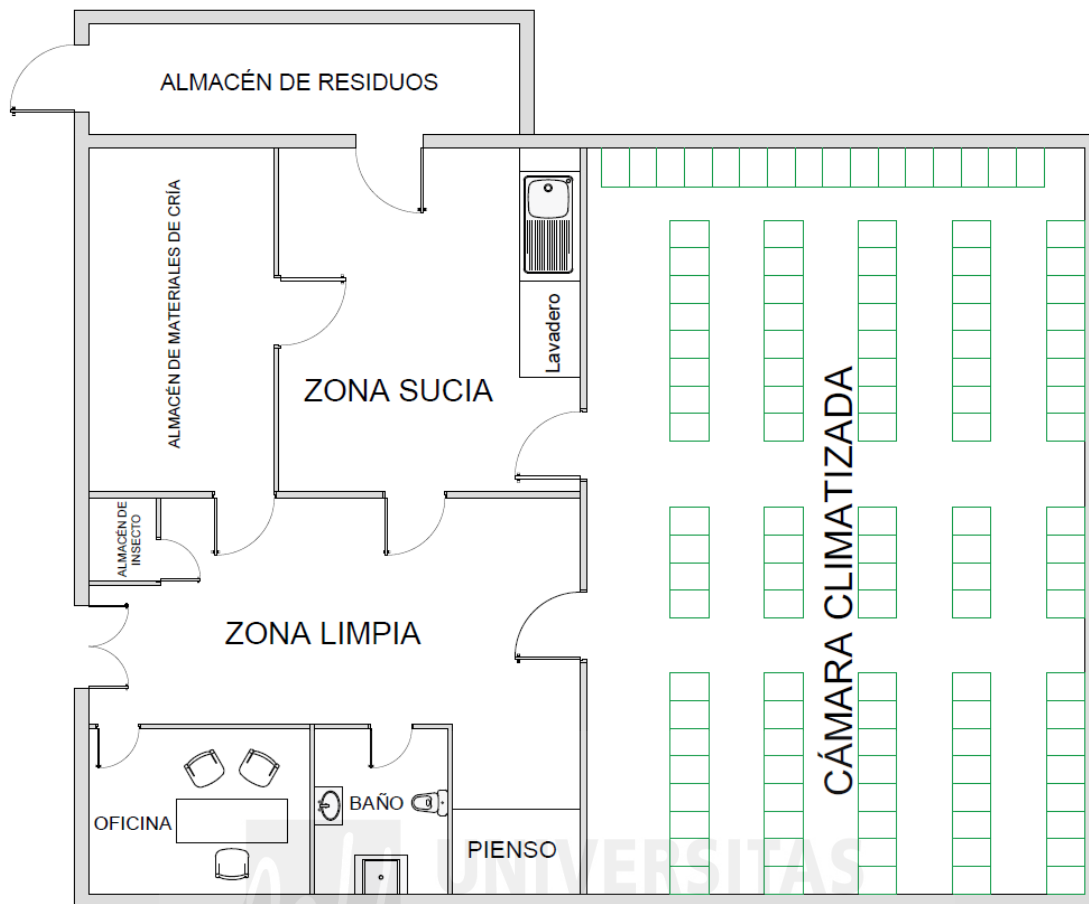 ALMACÉN DE RESIDUOS
ALMACÉN DE MATERIALES DE CRÍA
Lavadero
ZONA SUCIA
CÁMARA CLIMATIZADA
ALMACÉN DE
INSECTO
ZONA LIMPIA
OFICINA
BAÑO
PIENSO
UNIVERSITAS